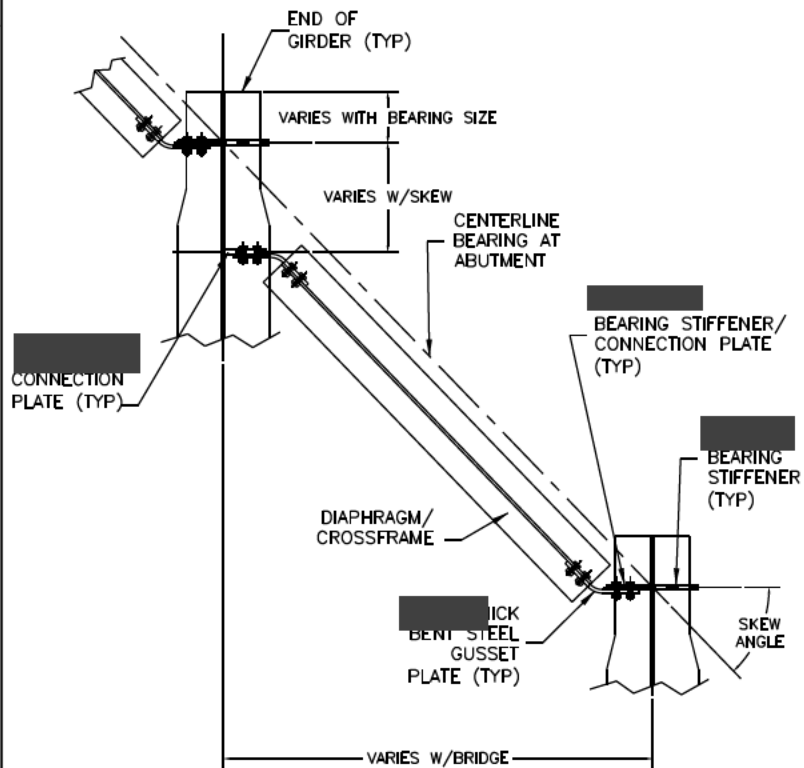 END OF
GIRDER (TYP)
VARIES WITH BEARING SIZE
VARIES W/SKEW
CENTERLINE
BEARING AT
ABUTMENT
BEARING STIFFENER/
CONNECTION PLATE
(TYP)
CONNECTION
PLATE (TYP)
BEARING
STIFFENER
(TYP)
DIAPHRAGM/
CROSSFRAME
BENT STEEL
GUSSET
PLATE (TYP)
SKEW
ANGLE
VARIES W/BRIDGE